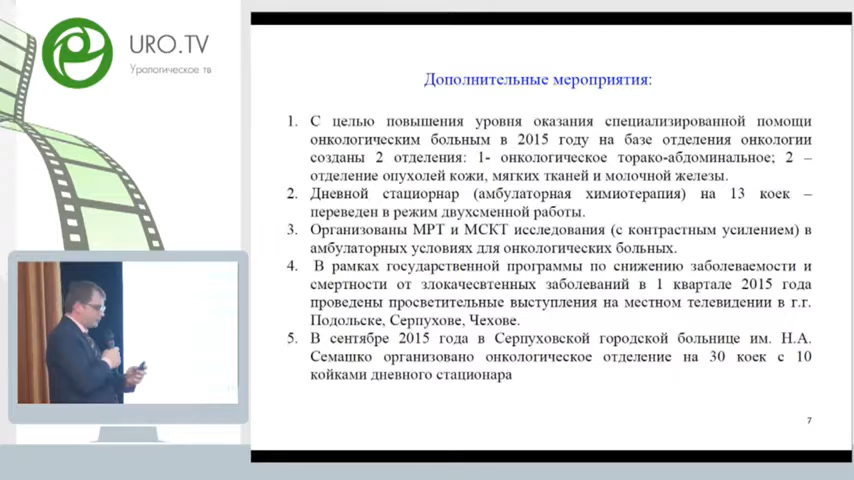 URO.TV
Урологическое тв
Дополнительные мероприятия:
1. С целью повышения уровня оказания специализированной помощи
онкологическим больным в 2015 году на базе отделения онкологии
созданы 2 отделения: 1- онкологическое торако-абдоминальное; 2 –
отделение опухолей кожи, мягких тканей и молочной железы.
2. Дневной стациорнар (амбулаторная химиотерапия) на 13 коек –
переведен в режим двухсменной работы.
3. Организованы МРТ и МСКТ исследования (с контрастным усилением) в
амбулаторных условиях для онкологических больных.
4. В рамках государственной программы по снижению заболеваемости и
смертности от злокачесвтенных заболеваний в 1 квартале 2015 года
проведены просветительные выступления на местном телевидении в г.г.
Подольске, Серпухове, Чехове.
5. В сентябре 2015 года в Серпуховской городской больнице им. Н.А.
Семашко организовано онкологическое отделение на 30 коек с 10
койками дневного стационара
7